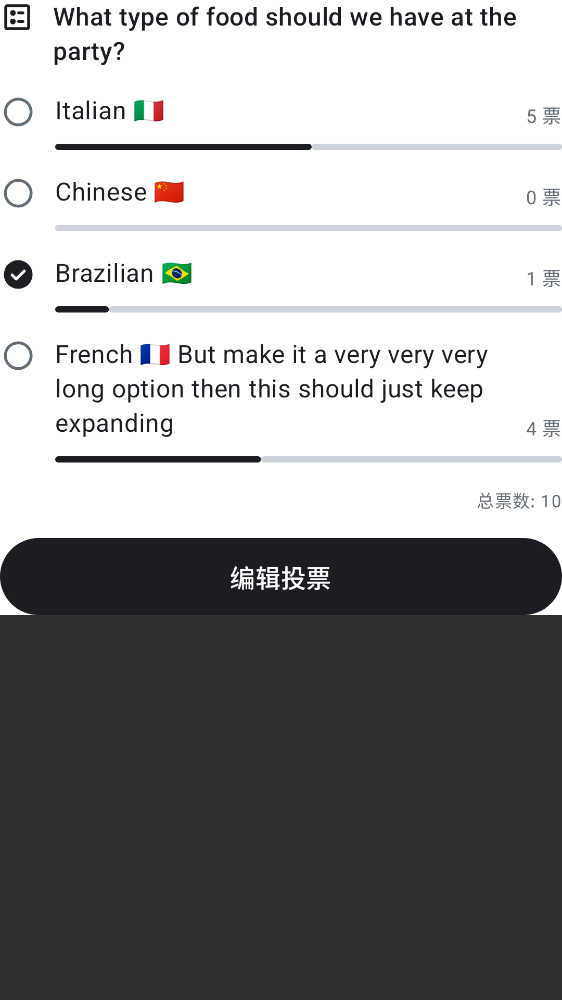 What type of food should we have at the
party?
Italian 🇮🇹
5 票
Chinese 🇨🇳
0 票
Brazilian 🇧🇷
1 票
French 🇫🇷 But make it a very very very
long option then this should just keep
expanding
4 票
总票数: 10
编辑投票